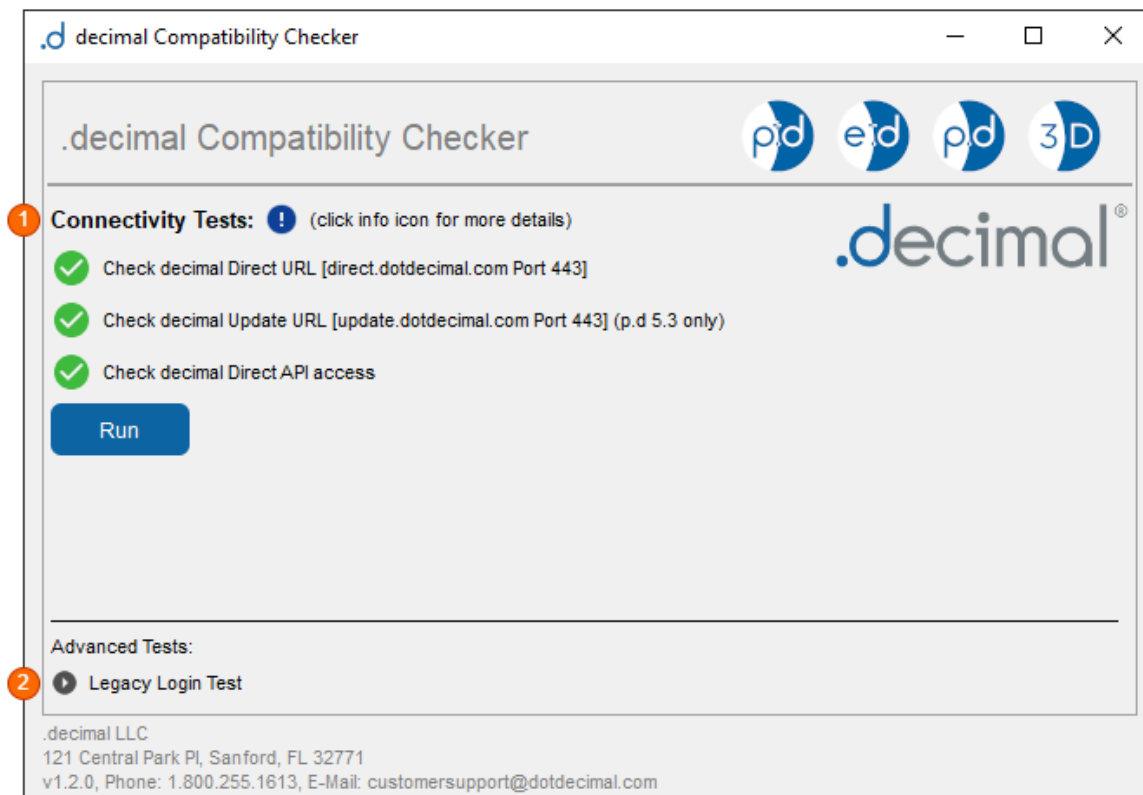 .d decimal Compatibility Checker
.decimal Compatibility Checker
p.d
e.d
p.d
3D
1
Connectivity Tests: ! (click info icon for more details)
.decimal®
Check decimal Direct URL [direct.dotdecimal.com Port 443]
Check decimal Update URL [update.dotdecimal.com Port 443] (p.d 5.3 only)
Check decimal Direct API access
Run
Advanced Tests:
2
Legacy Login Test
.decimal LLC
121 Central Park Pl, Sanford, FL 32771
v1.2.0, Phone: 1.800.255.1613, E-Mail: customersupport@dotdecimal.com